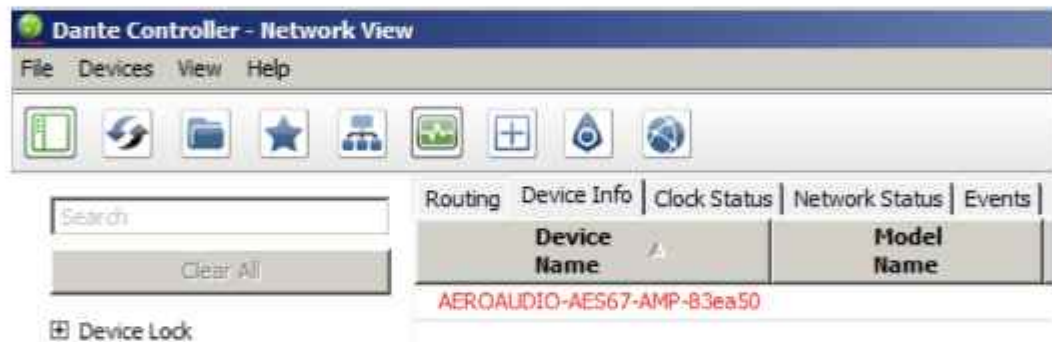 Dante Controller - Network View
File Devices View Help
Search
Clear All
Device Lock
Routing Device Info Clock Status Network Status Events
Device Name Model Name
AEROAUDIO-AES67-AMP-83ea50